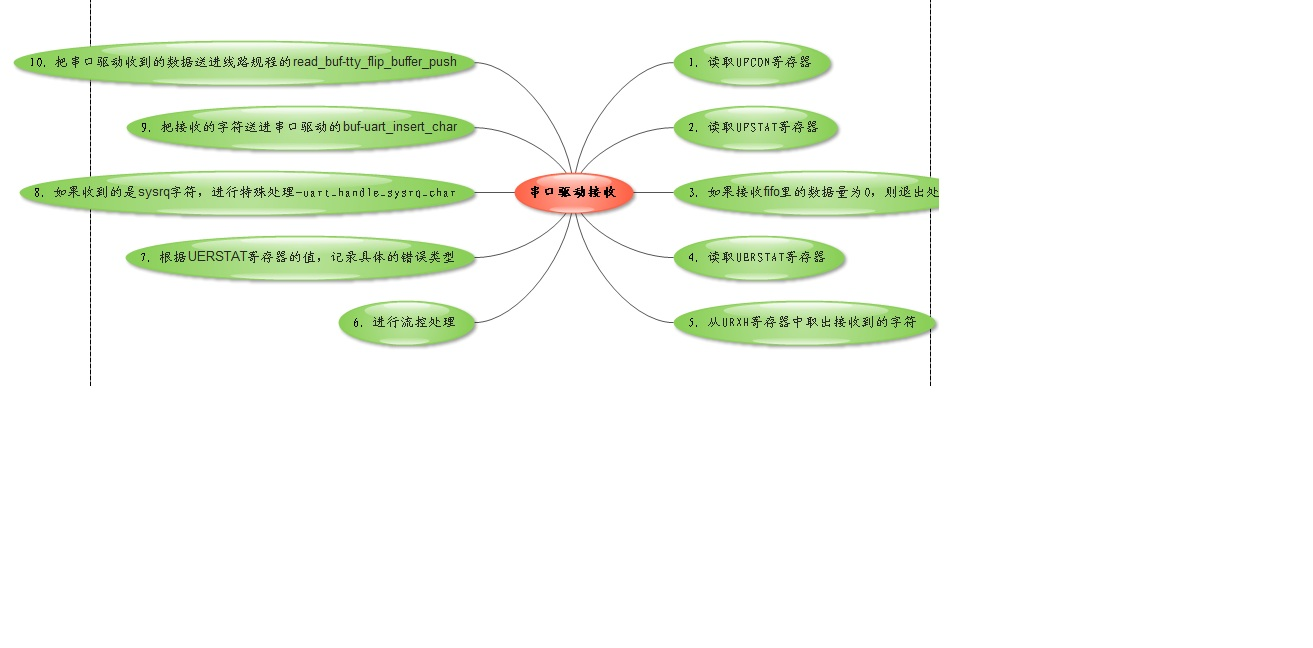 串口驱动接收
1. 读取UFCON寄存器
2. 读取UFSTAT寄存器
3. 如果接收fifo里的数据量为0，则退出处
4. 读取UERSTAT寄存器
5. 从URXH寄存器中取出接收到的字符
6. 进行流控处理
7. 根据UERSTAT寄存器的值，记录具体的错误类型
8. 如果收到的是sysrq字符，进行特殊处理-uart_handle_sysrq_char
9. 把接收的字符送进串口驱动的buf-uart_insert_char
10. 把串口驱动收到的数据送进线路规程的read_buf-tty_flip_buffer_push